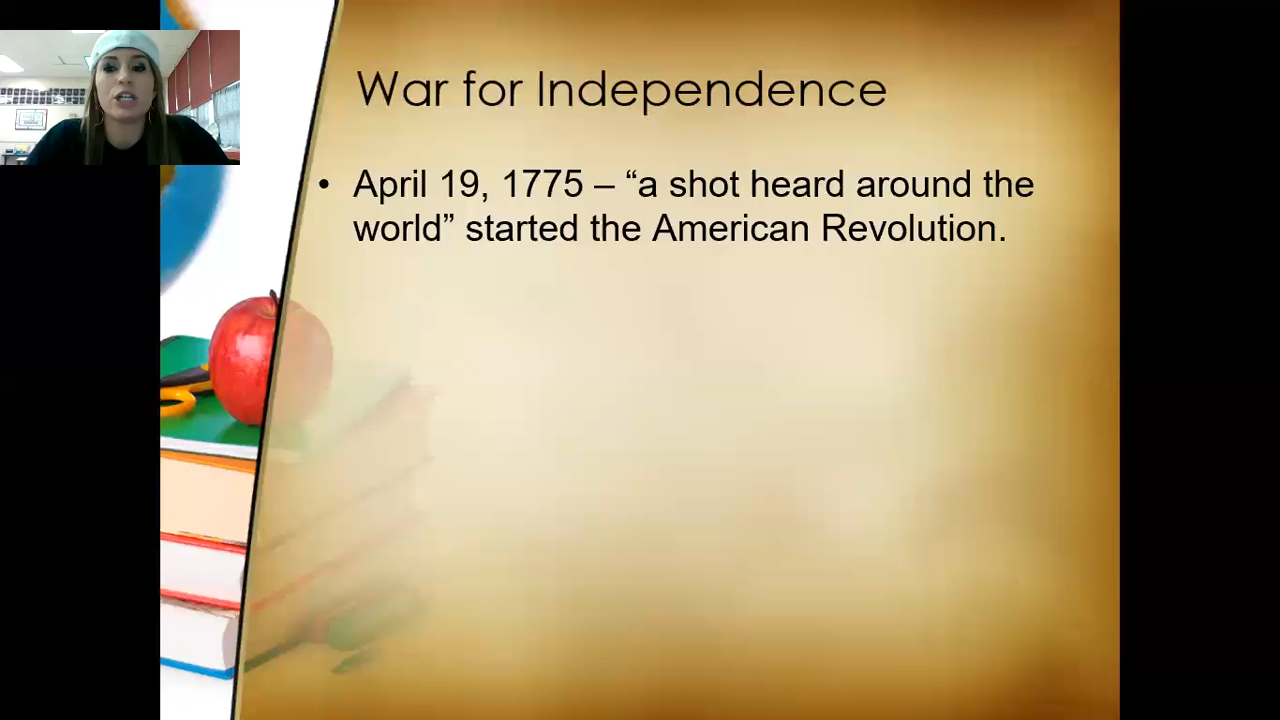 War for Independence
• April 19, 1775 – “a shot heard around the
world” started the American Revolution.